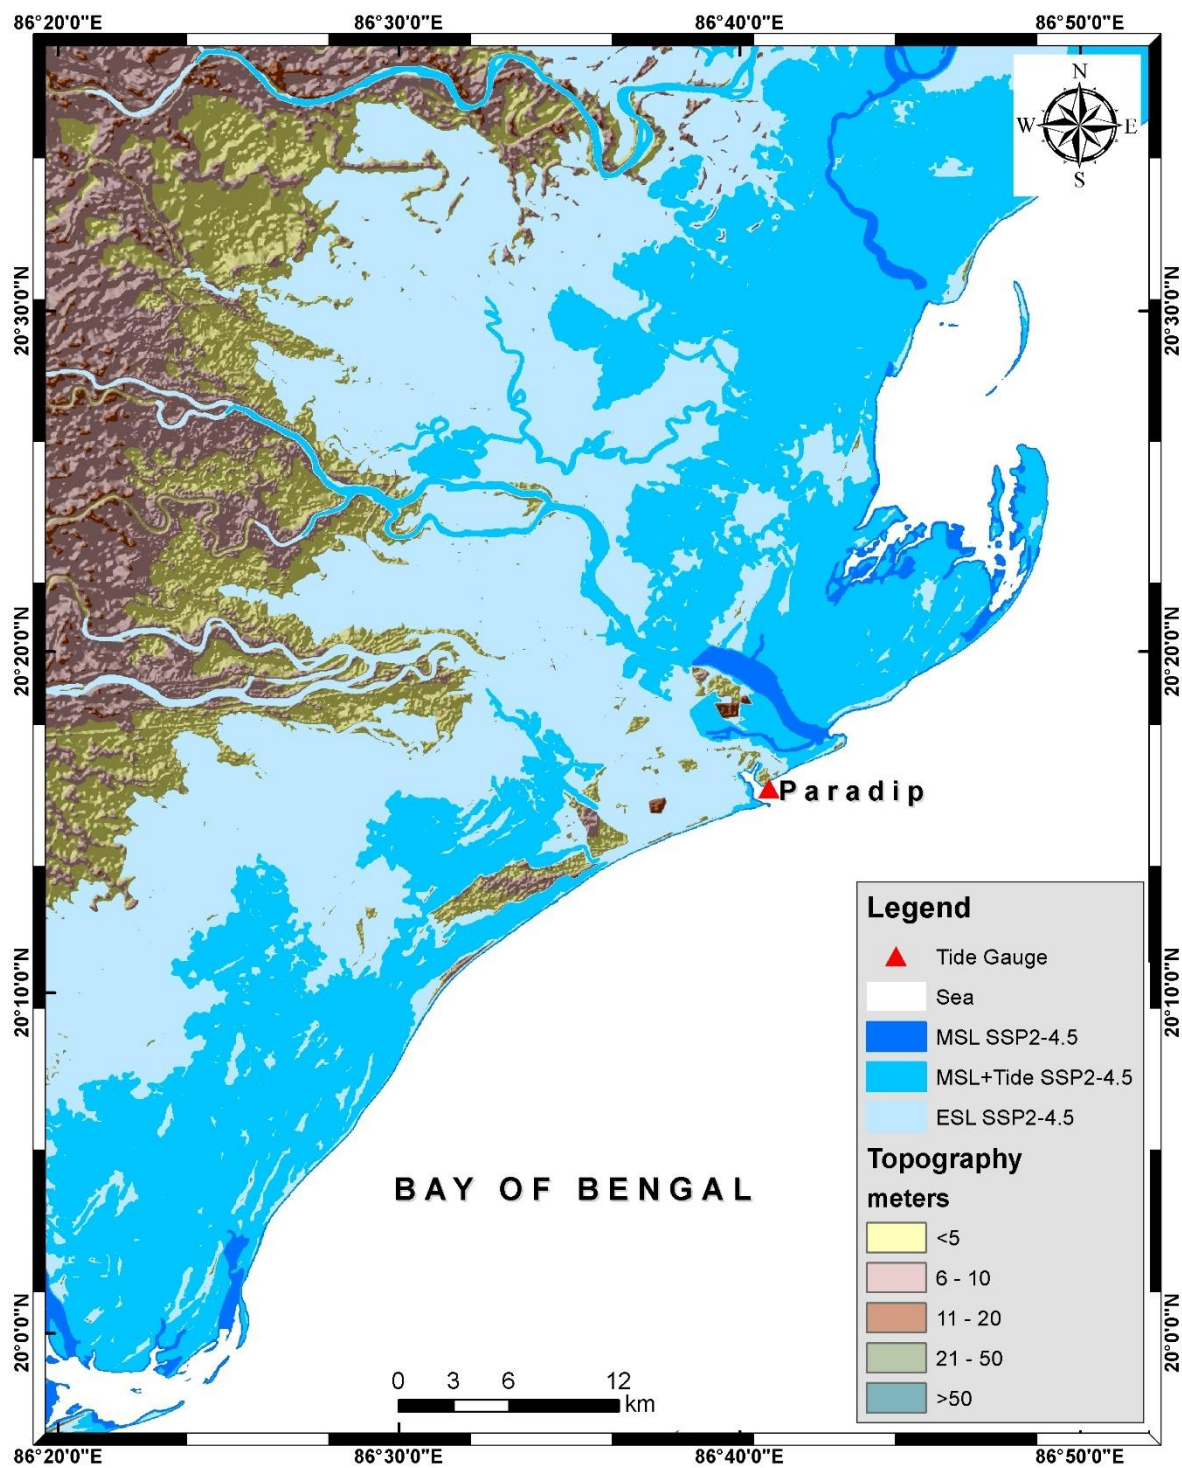 86°20'0"E 86°30'0"E 86°40'0"E 86°50'0"E
N
W E
S
20°30'0"N 20°30'0"N
20°20'0"N 20°20'0"N
Paradip
Legend
Tide Gauge
Sea
MSL SSP2-4.5
MSL+Tide SSP2-4.5
ESL SSP2-4.5
Topography
meters
<5
6 - 10
11 - 20
21 - 50
>50
20°10'0"N 20°10'0"N
BAY OF BENGAL
20°0'0"N 20°0'0"N
0 3 6 12
km
86°20'0"E 86°30'0"E 86°40'0"E 86°50'0"E